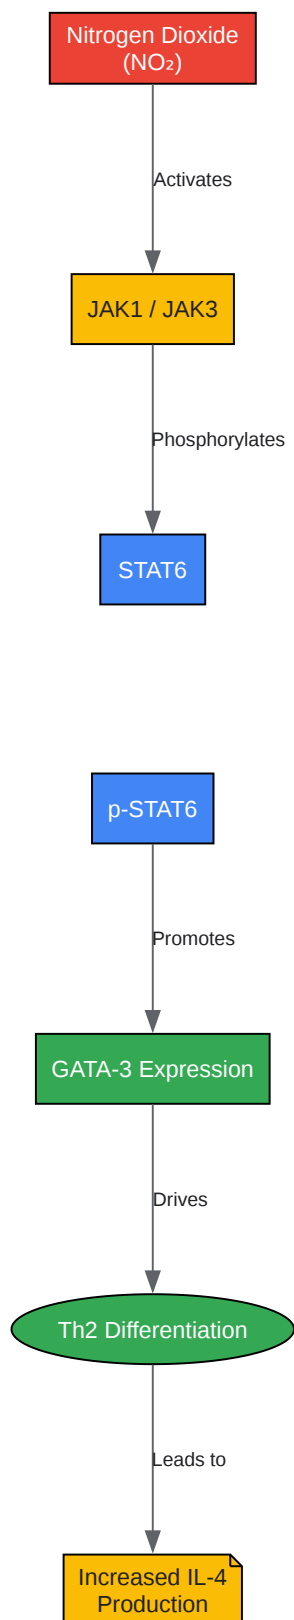 Nitrogen Dioxide
(NO₂)
Activates
JAK1 / JAK3
Phosphorylates
STAT6
p-STAT6
Promotes
GATA-3 Expression
Drives
Th2 Differentiation
Leads to
Increased IL-4
Production